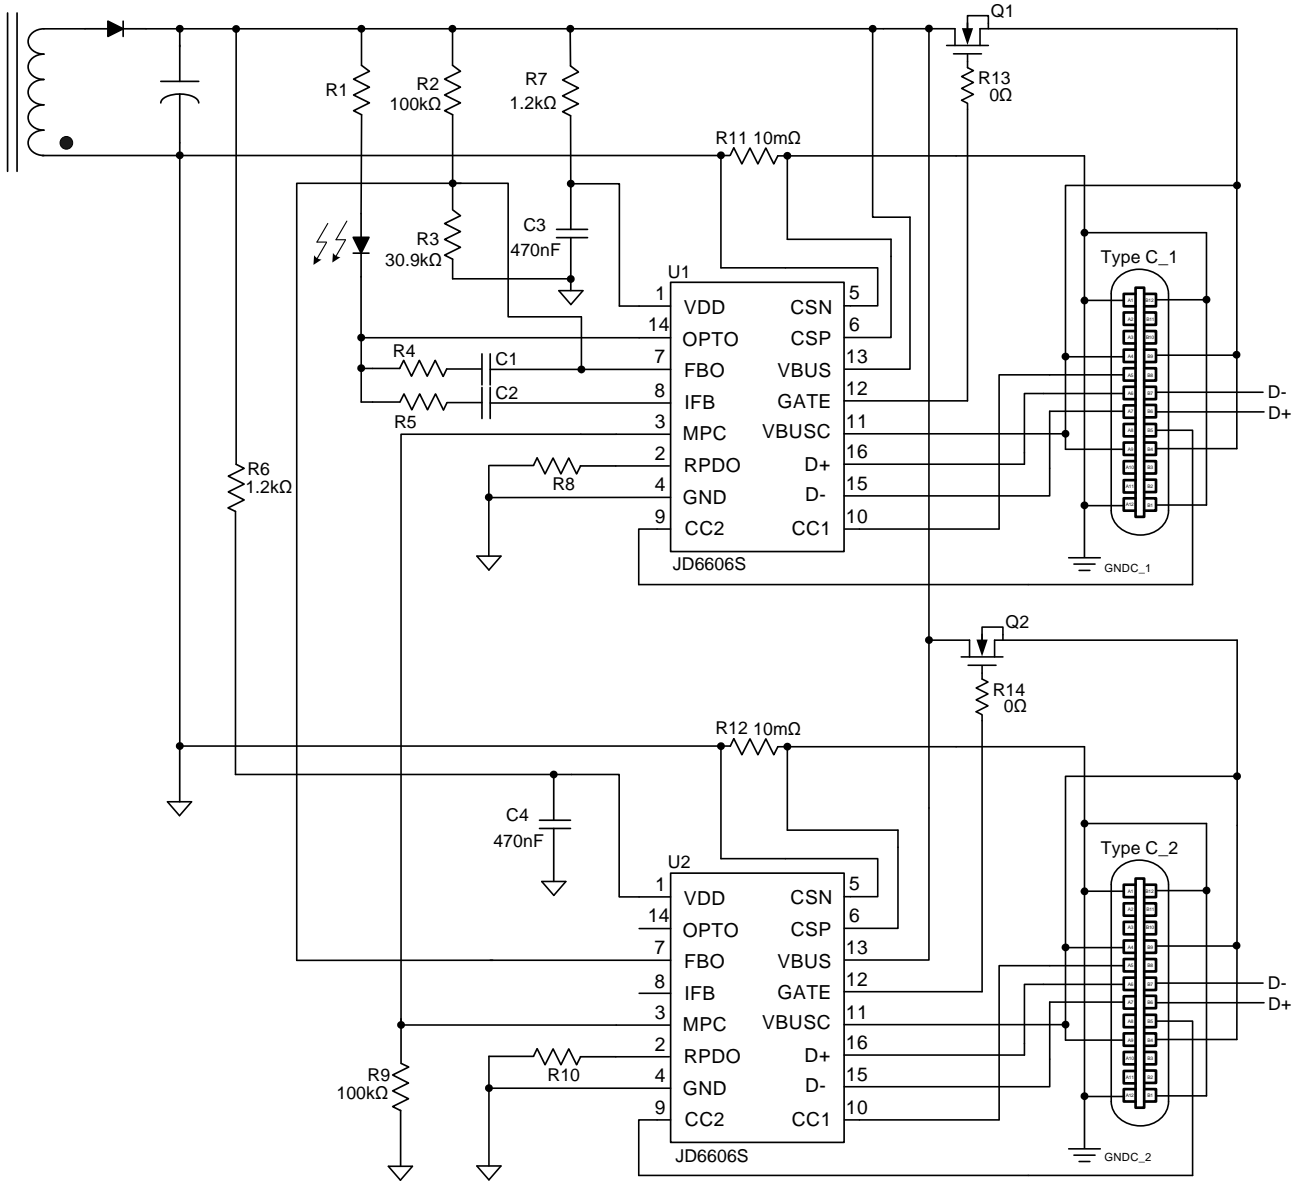 Q1
R1
R2
100kΩ
R7
1.2kΩ
R13
0Ω
R11 10mΩ
R3
30.9kΩ
C3
470nF
Type C_1
U1
1 VDD
14 OPTO
7 FBO
8 IFB
3 MPC
2 RPDO
4 GND
9 CC2
CSN 5
CSP 6
VBUS 13
GATE 12
VBUSC 11
D+ 16
D- 15
CC1 10
JD6606S
R4
C1
C2
R5
R8
R6
1.2kΩ
D-
D+
GNDC_1
Q2
R14
0Ω
R12 10mΩ
C4
470nF
Type C_2
U2
1 VDD
14 OPTO
7 FBO
8 IFB
3 MPC
2 RPDO
4 GND
9 CC2
CSN 5
CSP 6
VBUS 13
GATE 12
VBUSC 11
D+ 16
D- 15
CC1 10
JD6606S
R10
R9
100kΩ
D-
D+
GNDC_2